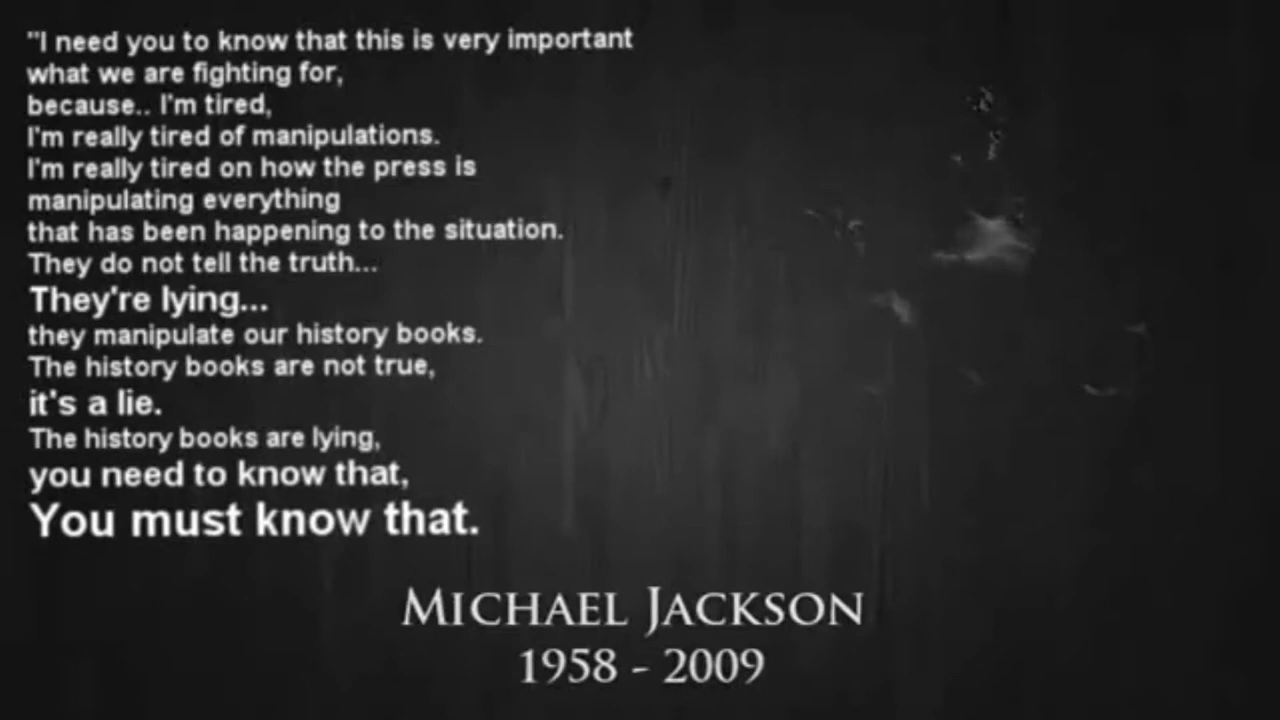 "I need you to know that this is very important
what we are fighting for,
because.. I'm tired,
I'm really tired of manipulations.
I'm really tired on how the press is
manipulating everything
that has been happening to the situation.
They do not tell the truth...
They're lying...
they manipulate our history books.
The history books are not true,
it's a lie.
The history books are lying,
you need to know that,
You must know that.
MICHAEL JACKSON
1958 - 2009